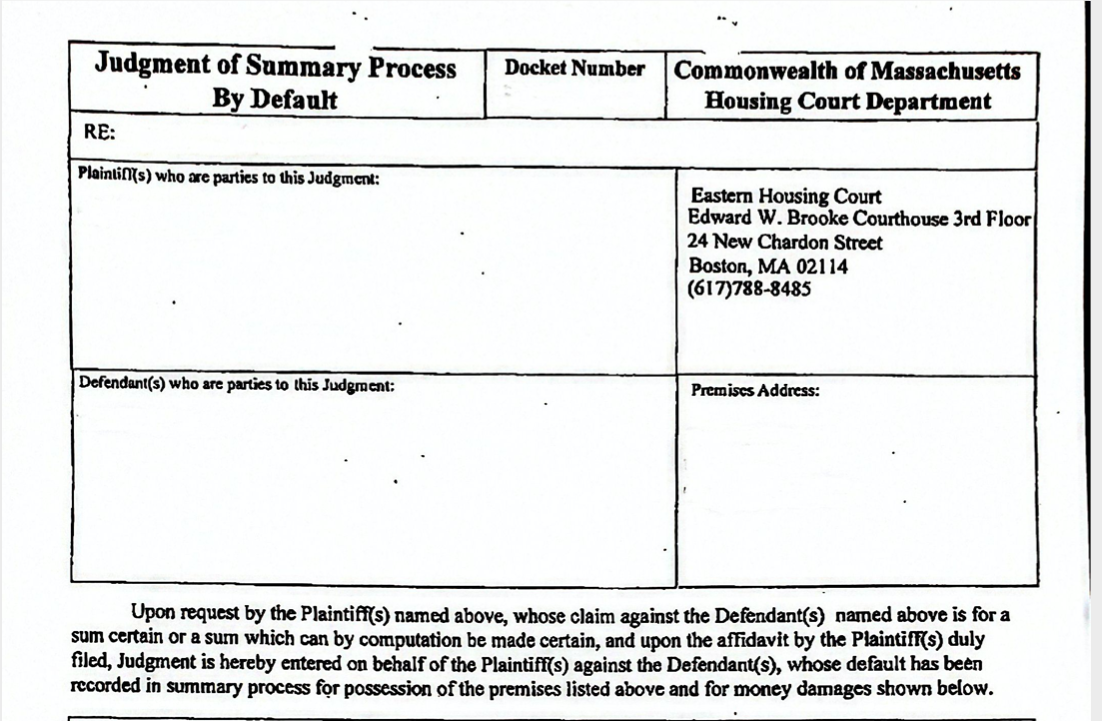 Judgment of Summary Process
By Default
Docket Number
Commonwealth of Massachusetts
Housing Court Department
RE:
Plaintiff(s) who are parties to this Judgment:
Eastern Housing Court
Edward W. Brooke Courthouse 3rd Floor
24 New Chardon Street
Boston, MA 02114
(617)788-8485
Defendant(s) who are parties to this Judgment:
Premises Address:
Upon request by the Plaintiff(s) named above, whose claim against the Defendant(s) named above is for a
sum certain or a sum which can by computation be made certain, and upon the affidavit by the Plaintiff(s) duly
filed, Judgment is hereby entered on behalf of the Plaintiff(s) against the Defendant(s), whose default has been
recorded in summary process for possession of the premises listed above and for money damages shown below.